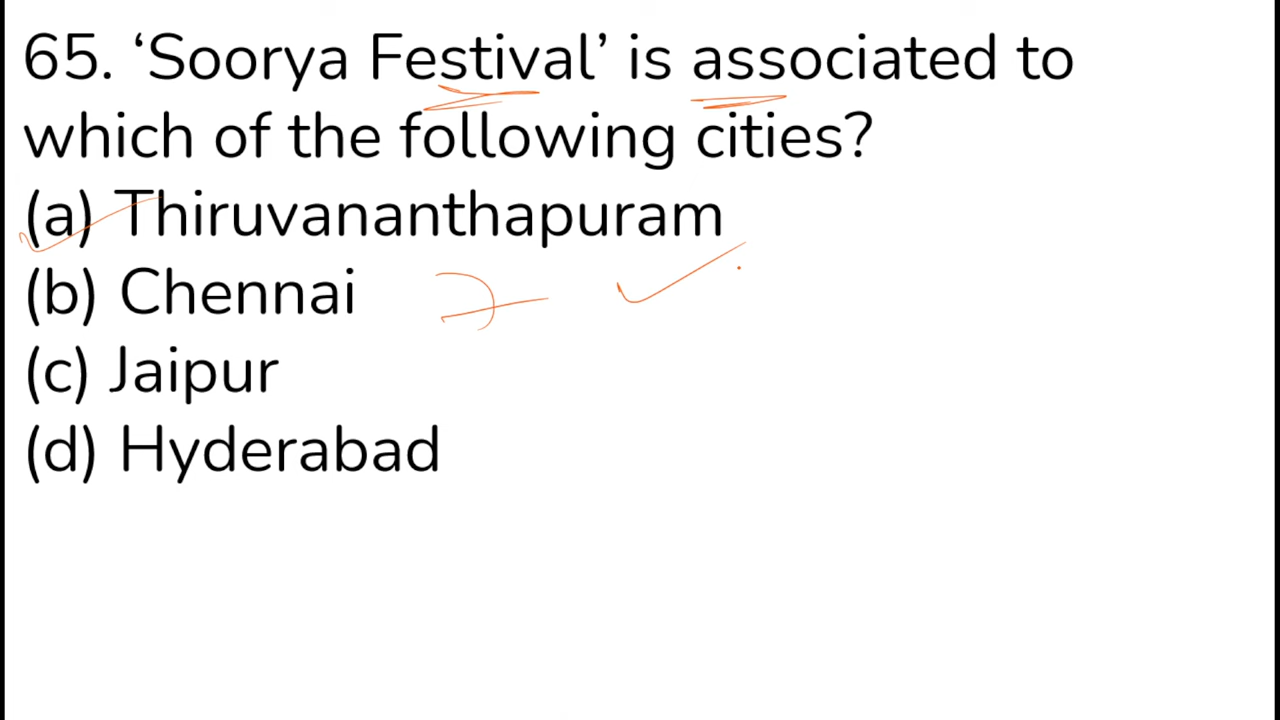 65. ‘Soorya Festival’ is associated to
which of the following cities?
(a) Thiruvananthapuram
(b) Chennai
(c) Jaipur
(d) Hyderabad